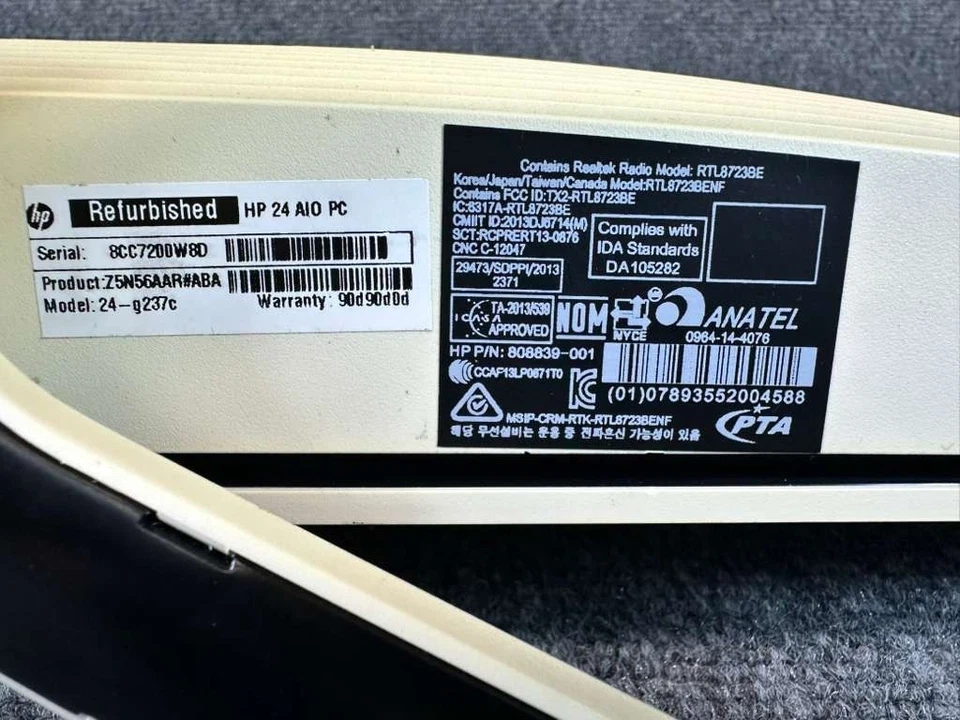 hp Refurbished HP 24 AIO PC
Serial: 8CC7200W8D
Product:Z5N56AAR#ABA
Model: 24-g237c Warranty: 90d90d0d
Contains Realtek Radio Model: RTL8723BE
Korea/Japan/Taiwan/Canada Model:RTL8723BENF
Contains FCC ID:TX2-RTL8723BE
IC:6317A-RTL8723BE
CMIIT ID:2013DJ5714(M)
SCT:RCPRERT13-0876
CNC C-12047
Complies with
IDA Standards
DA105282
29473/SDPPI/2013
2371
ICASA
TA-2013/539
APPROVED
NOM
NYCE
ANATEL
0964-14-4076
HP P/N: 808839-001
CCAF13LP0671T0
(01)07893552004588
MSIP-CRM-RTK-RTL8723BENF
해당 무선설비는 운용 중 전파혼신 가능성이 있음
PTA